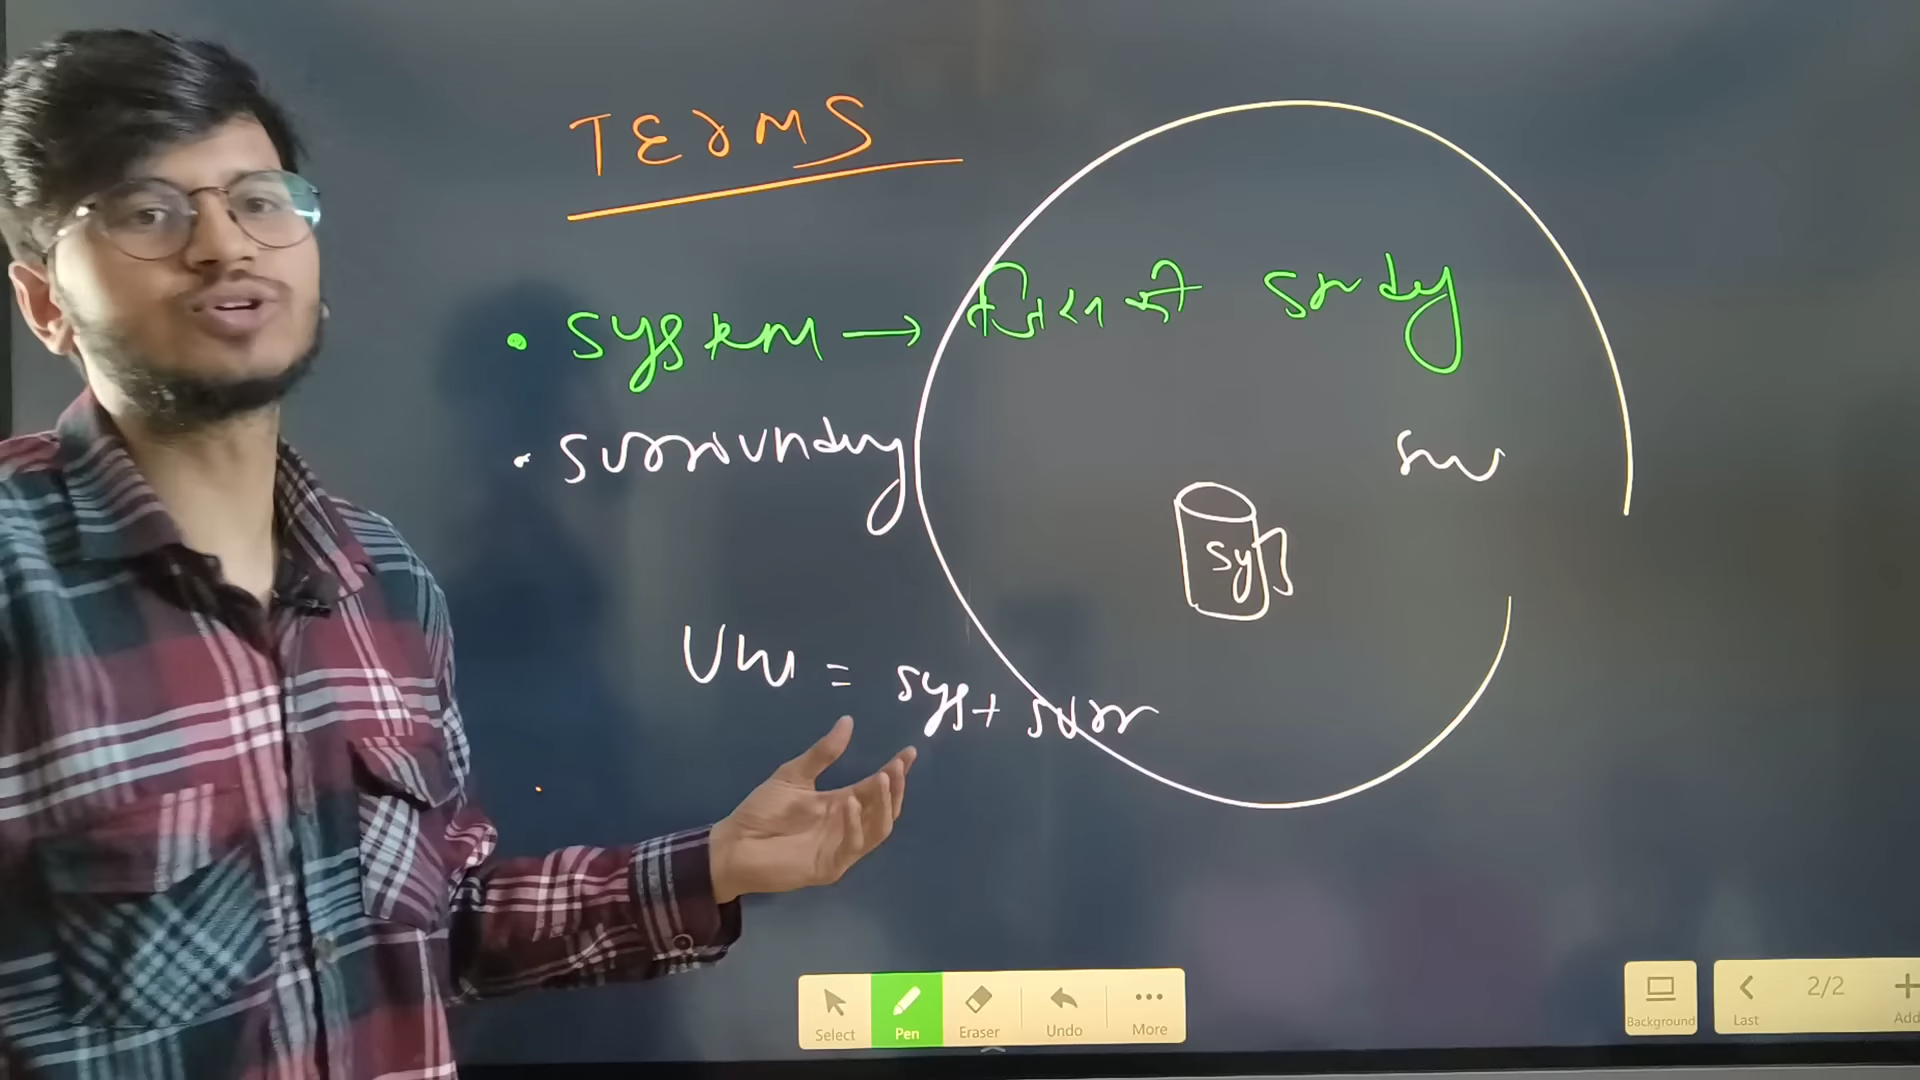 TERMS
• System → जिसकी study
• Surrounding
Sur
Sys
Uni = Sys + Surr
Select
Pen
Eraser
Undo
More
Background
Last
2/2
Add